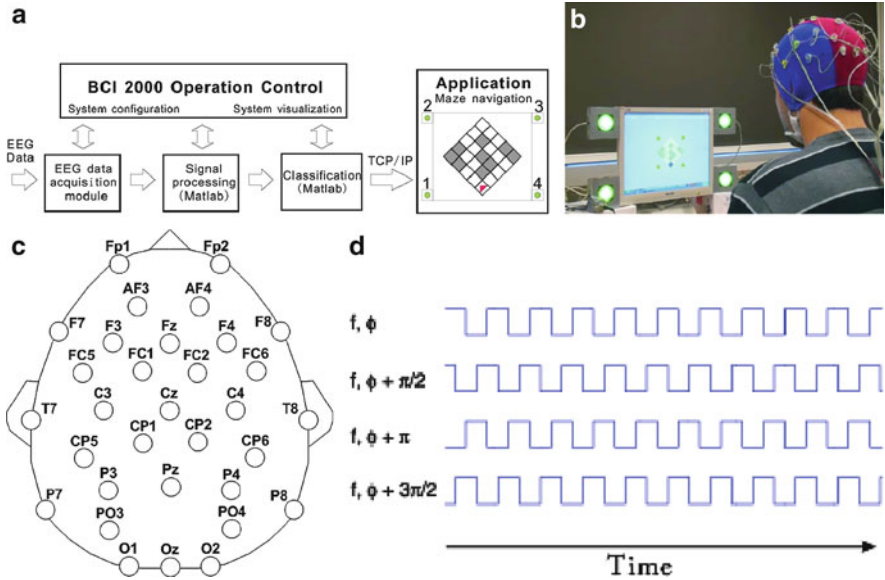 a
BCI 2000 Operation Control
System configuration
System visualization
EEG
Data
EEG data
acquisition
module
Signal
processing
(Matlab)
Classification
(Matlab)
TCP/IP
Application
Maze navigation
2
3
1
4
b
c
Fp1
Fp2
AF3
AF4
F7
F3
Fz
F4
F8
FC5
FC1
FC2
FC6
T7
C3
Cz
C4
T8
CP5
CP1
CP2
CP6
P7
P3
Pz
P4
P8
PO3
PO4
O1
Oz
O2
d
f, ϕ
f, ϕ + π/2
f, ϕ + π
f, ϕ + 3π/2
Time